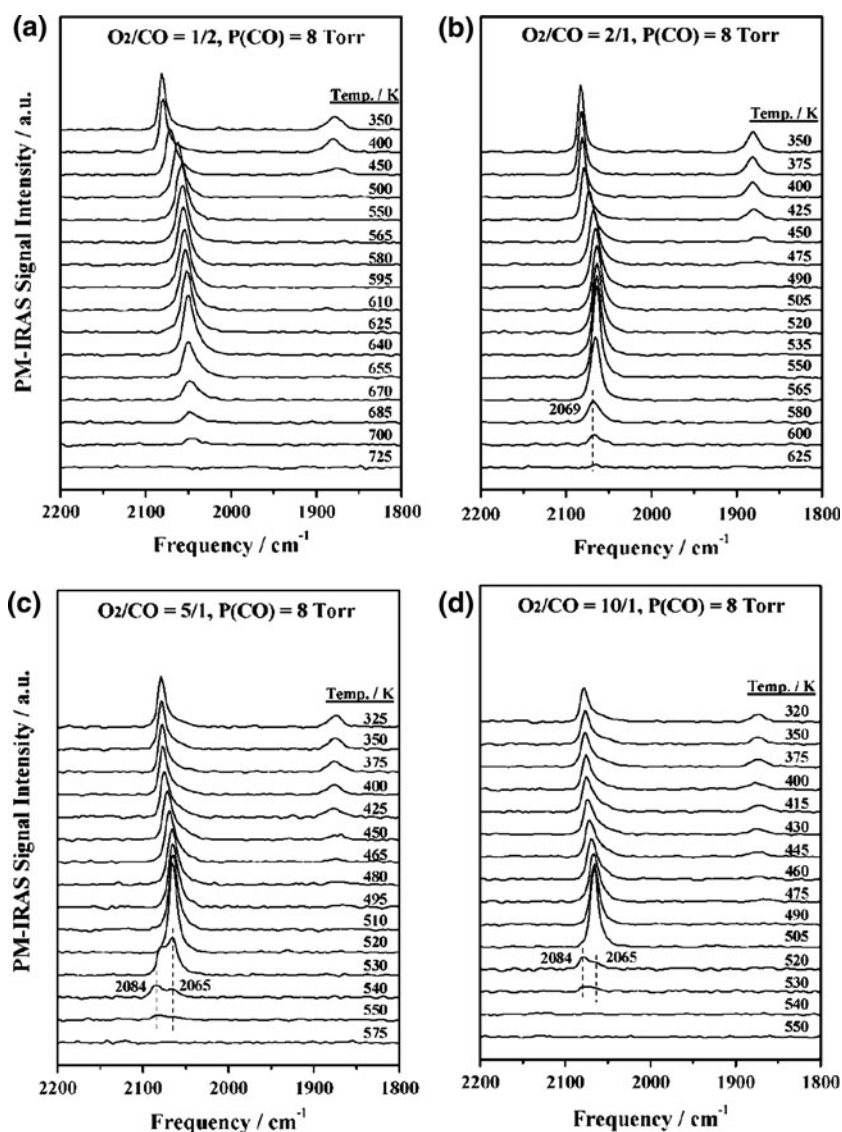 (a)
O2/CO = 1/2, P(CO) = 8 Torr
PM-IRAS Signal Intensity / a.u.
Temp. / K
350
400
450
500
550
565
580
595
610
625
640
655
670
685
700
725
2200 2100 2000 1900 1800
Frequency / cm-1
(b)
O2/CO = 2/1, P(CO) = 8 Torr
Temp. / K
350
375
400
425
450
475
490
505
520
535
550
565
2069
580
600
625
2200 2100 2000 1900 1800
Frequency / cm-1
(c)
O2/CO = 5/1, P(CO) = 8 Torr
PM-IRAS Signal Intensity / a.u.
Temp. / K
325
350
375
400
425
450
465
480
495
510
520
530
2084 2065
540
550
575
2200 2100 2000 1900 1800
Frequency / cm-1
(d)
O2/CO = 10/1, P(CO) = 8 Torr
Temp. / K
320
350
375
400
415
430
445
460
475
490
505
2084 2065
520
530
540
550
2200 2100 2000 1900 1800
Frequency / cm-1